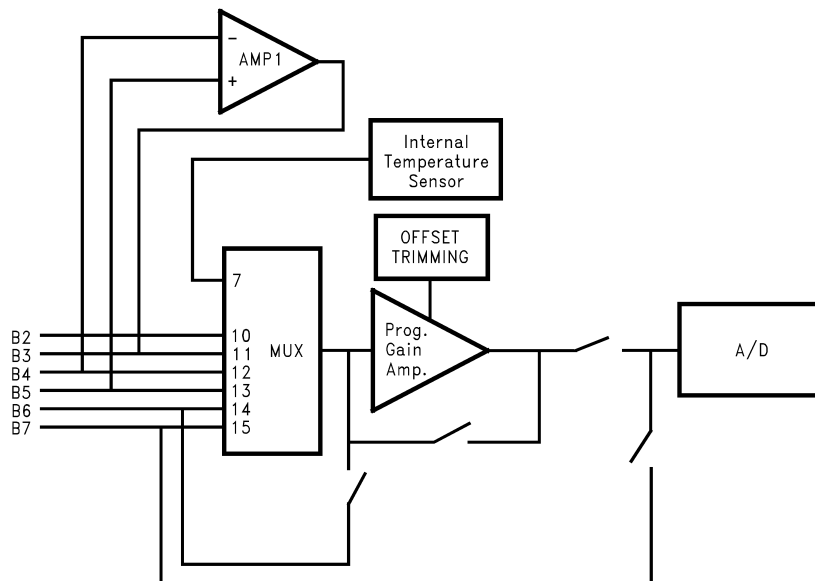 −
AMP1
+
Internal
Temperature
Sensor
OFFSET
TRIMMING
7
B2
10
B3
11
B4
12
B5
13
B6
14
B7
15
MUX
Prog.
Gain
Amp.
A/D